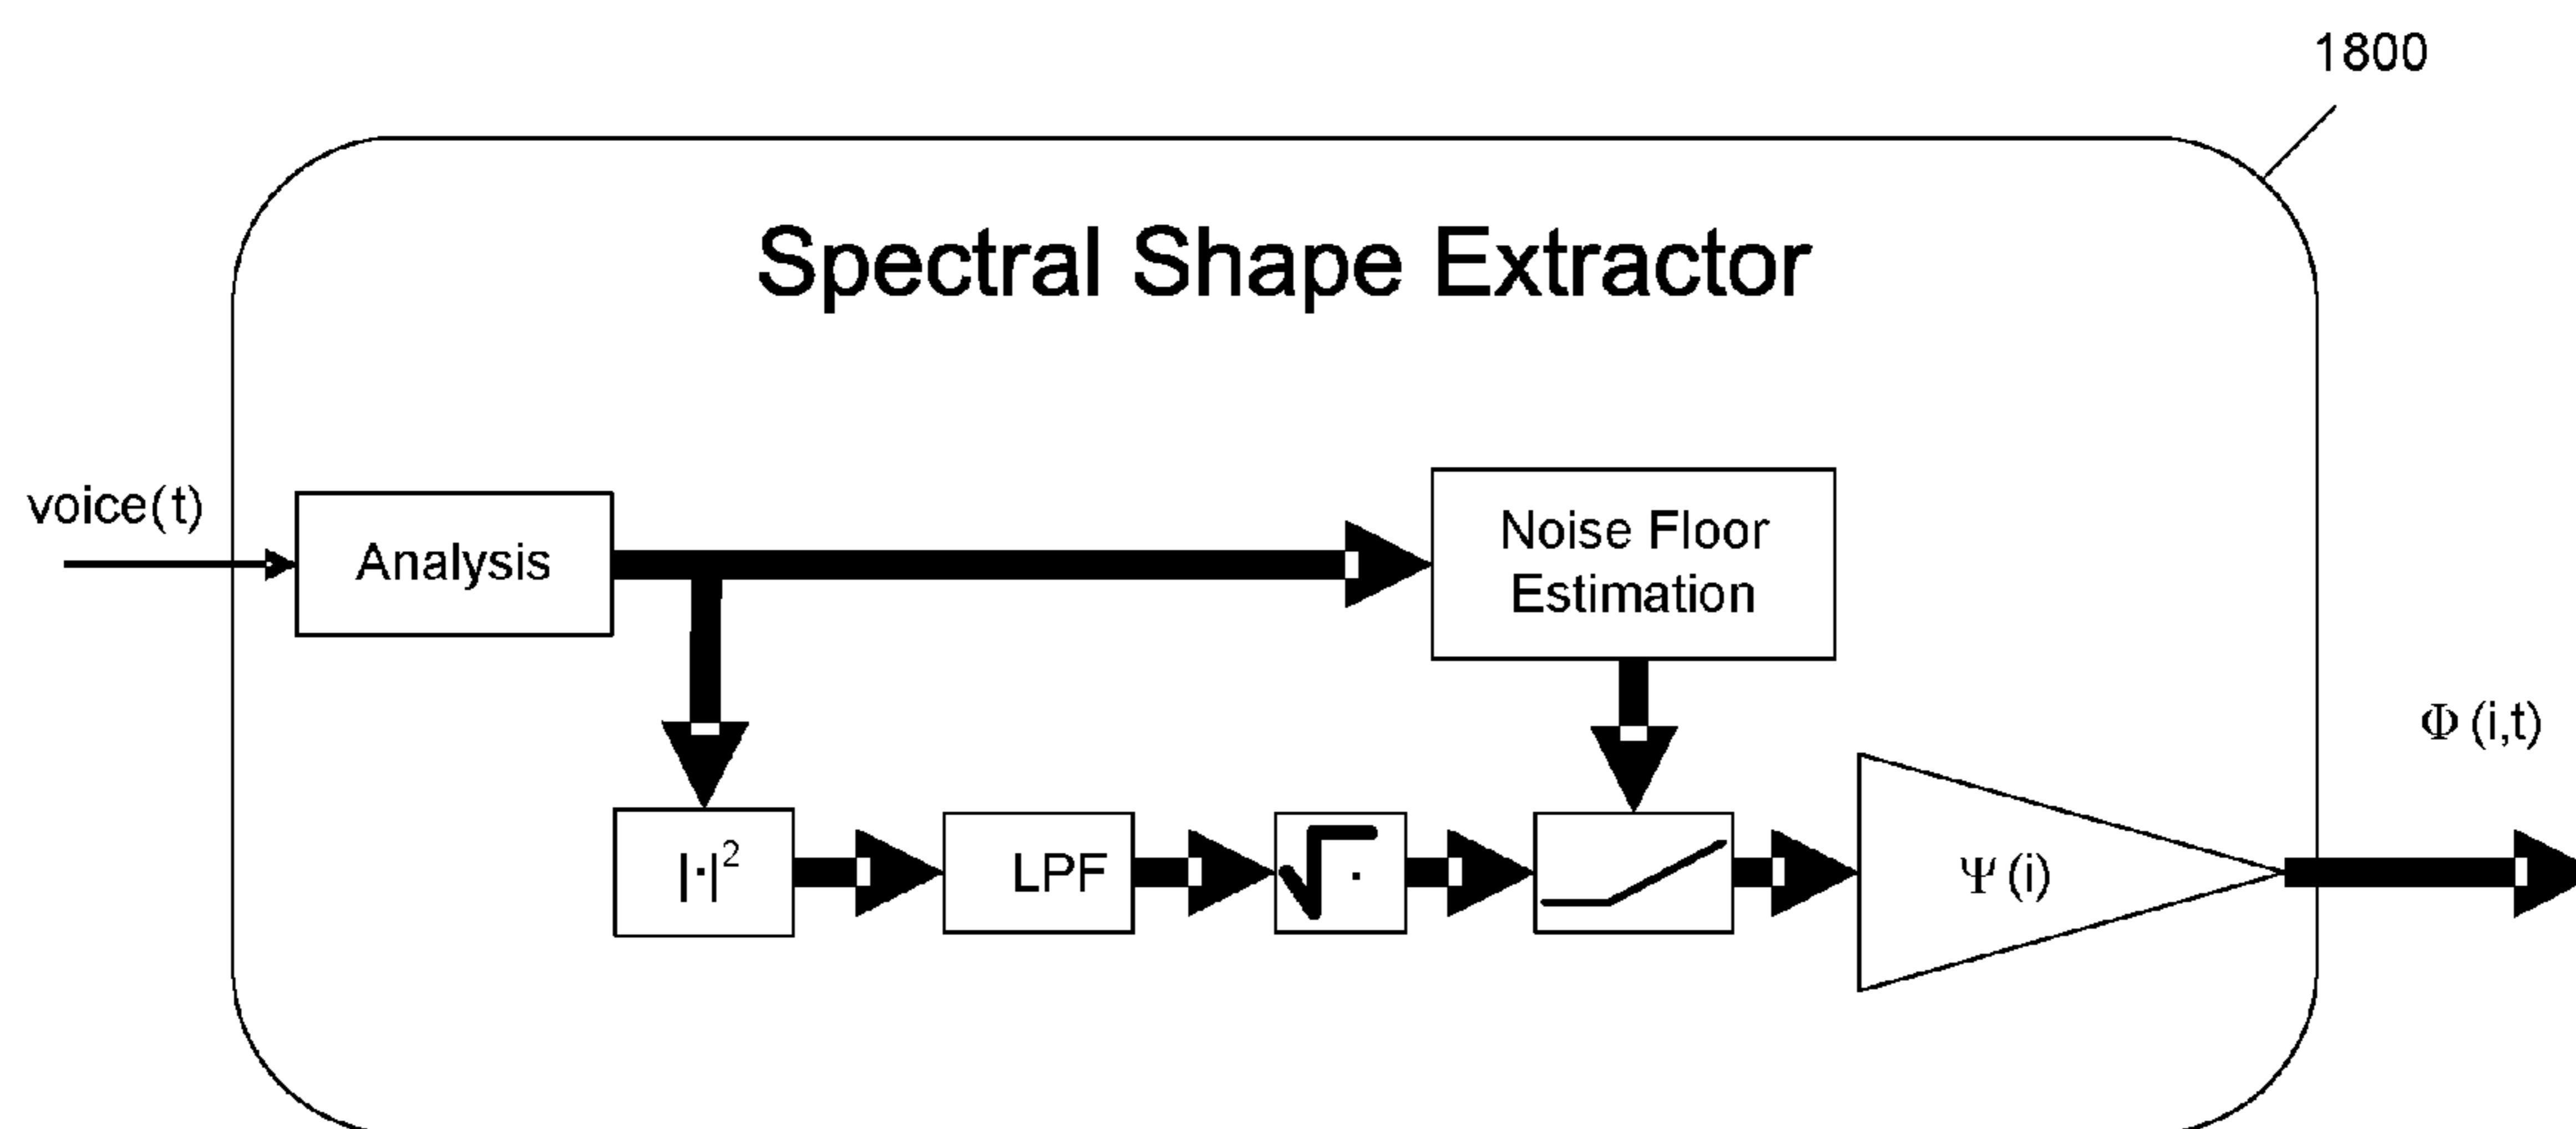 1800
Spectral Shape Extractor
voice(t)
Analysis
Noise Floor
Estimation
Φ (i,t)
|·|²
LPF
√ ·
Ψ (i)